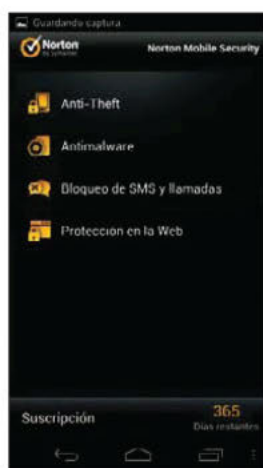 Guardando captura
Norton
by Symantec
Norton Mobile Security
Anti-Theft
Antimalware
Bloqueo de SMS y llamadas
Protección en la Web
Suscripción
365
Días restantes